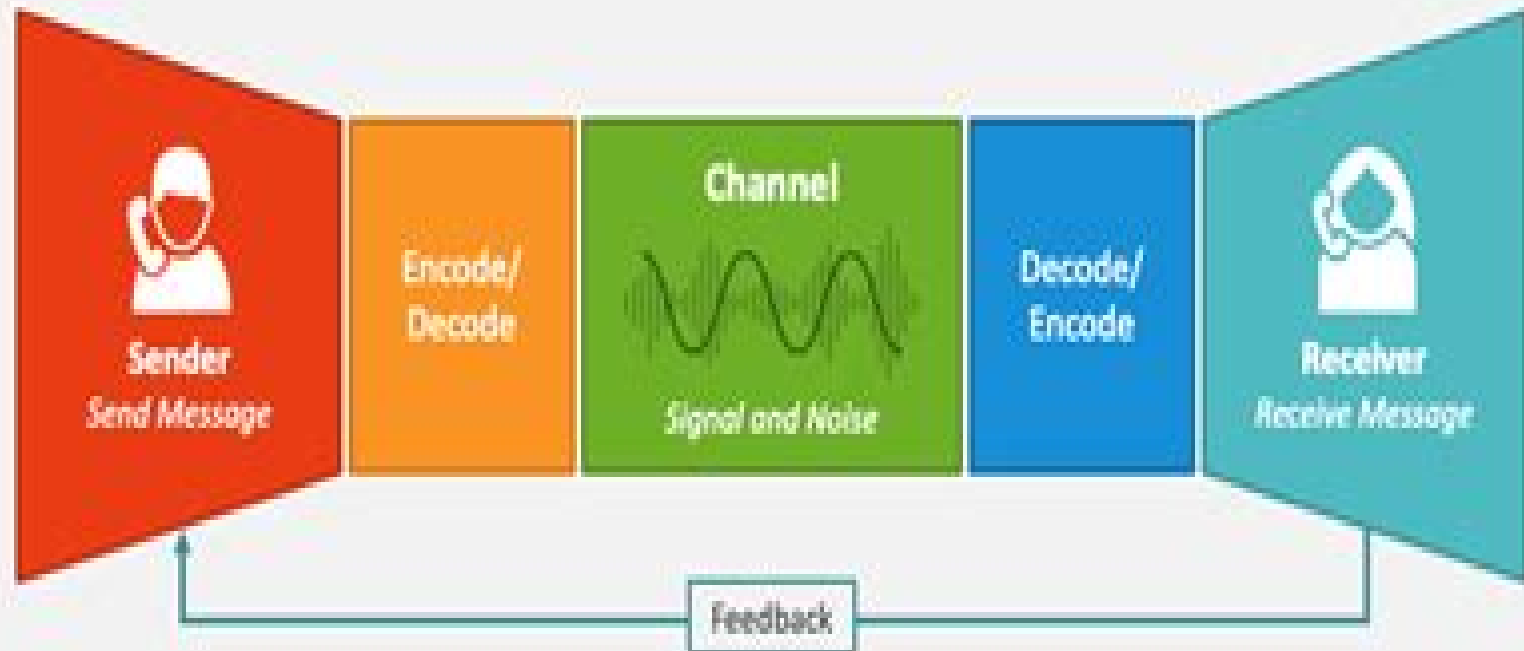 Sender
Send Message
Encode/
Decode
Channel
Signal and Noise
Decode/
Encode
Receiver
Receive Message
Feedback